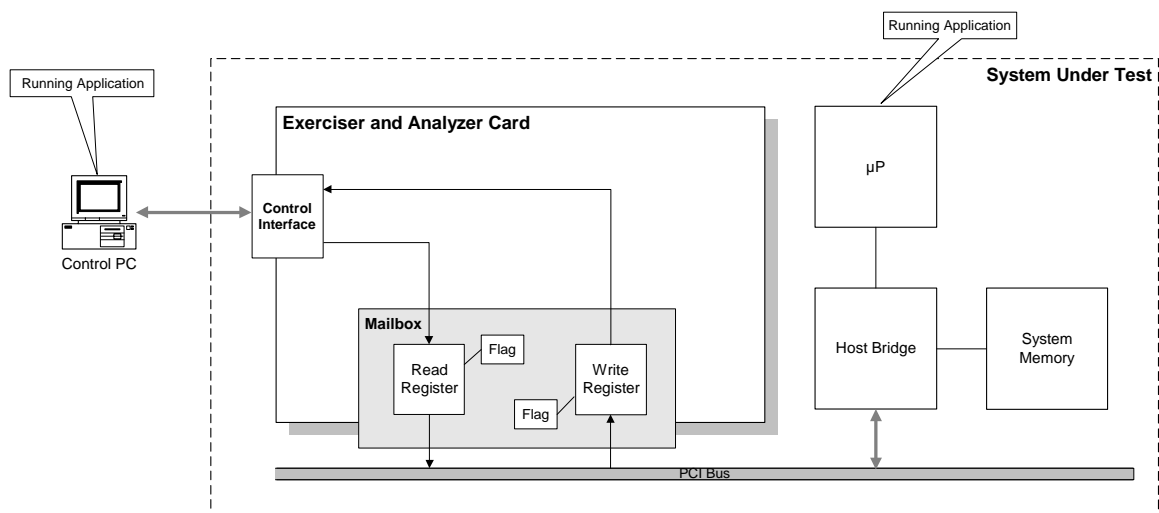 Running Application
Running Application
System Under Test
Exerciser and Analyzer Card
µP
Control
Interface
Control PC
Mailbox
Flag
Read
Register
Write
Register
Flag
Host Bridge
System
Memory
PCI Bus